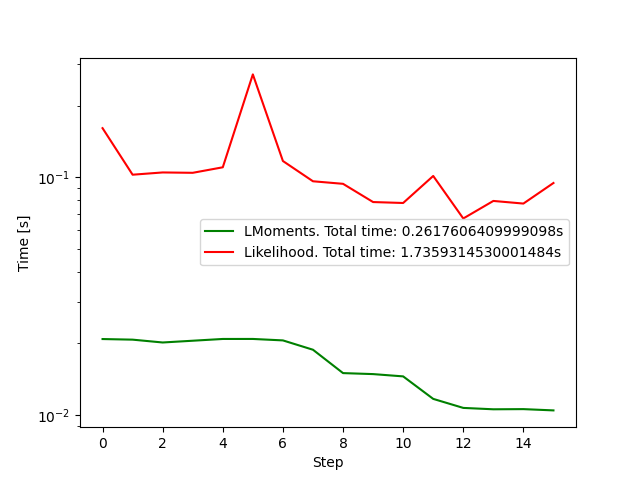 10⁻¹
10⁻²
Time [s]
LMoments. Total time: 0.2617606409999098s
Likelihood. Total time: 1.7359314530001484s
0 2 4 6 8 10 12 14
Step